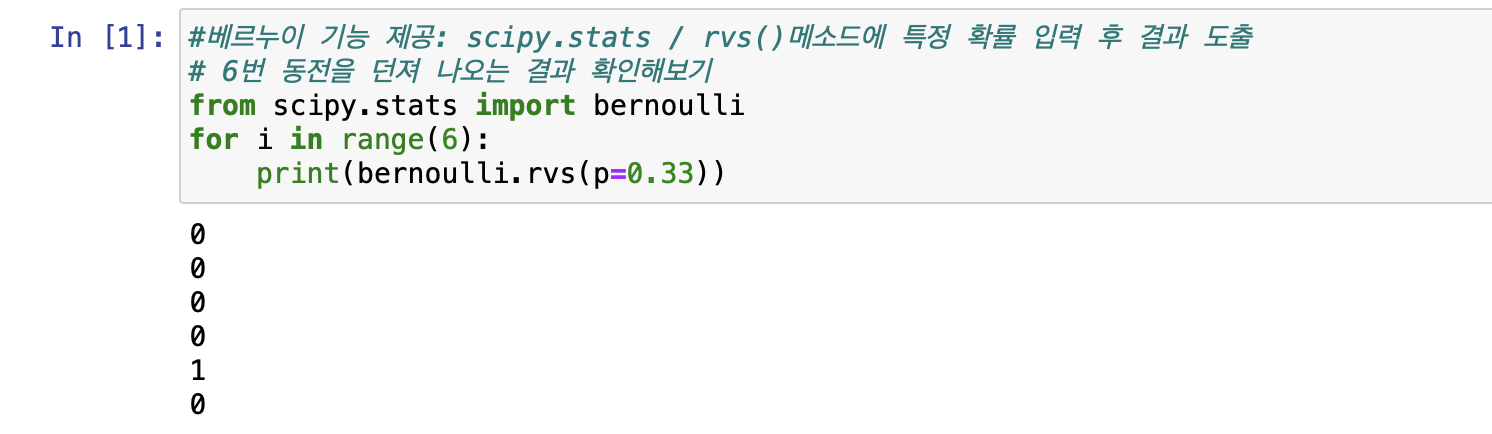 In [1]:
#베르누이 기능 제공: scipy.stats / rvs()메소드에 특정 확률 입력 후 결과 도출
# 6번 동전을 던져 나오는 결과 확인해보기
from scipy.stats import bernoulli
for i in range(6):
    print(bernoulli.rvs(p=0.33))
0
0
0
0
1
0